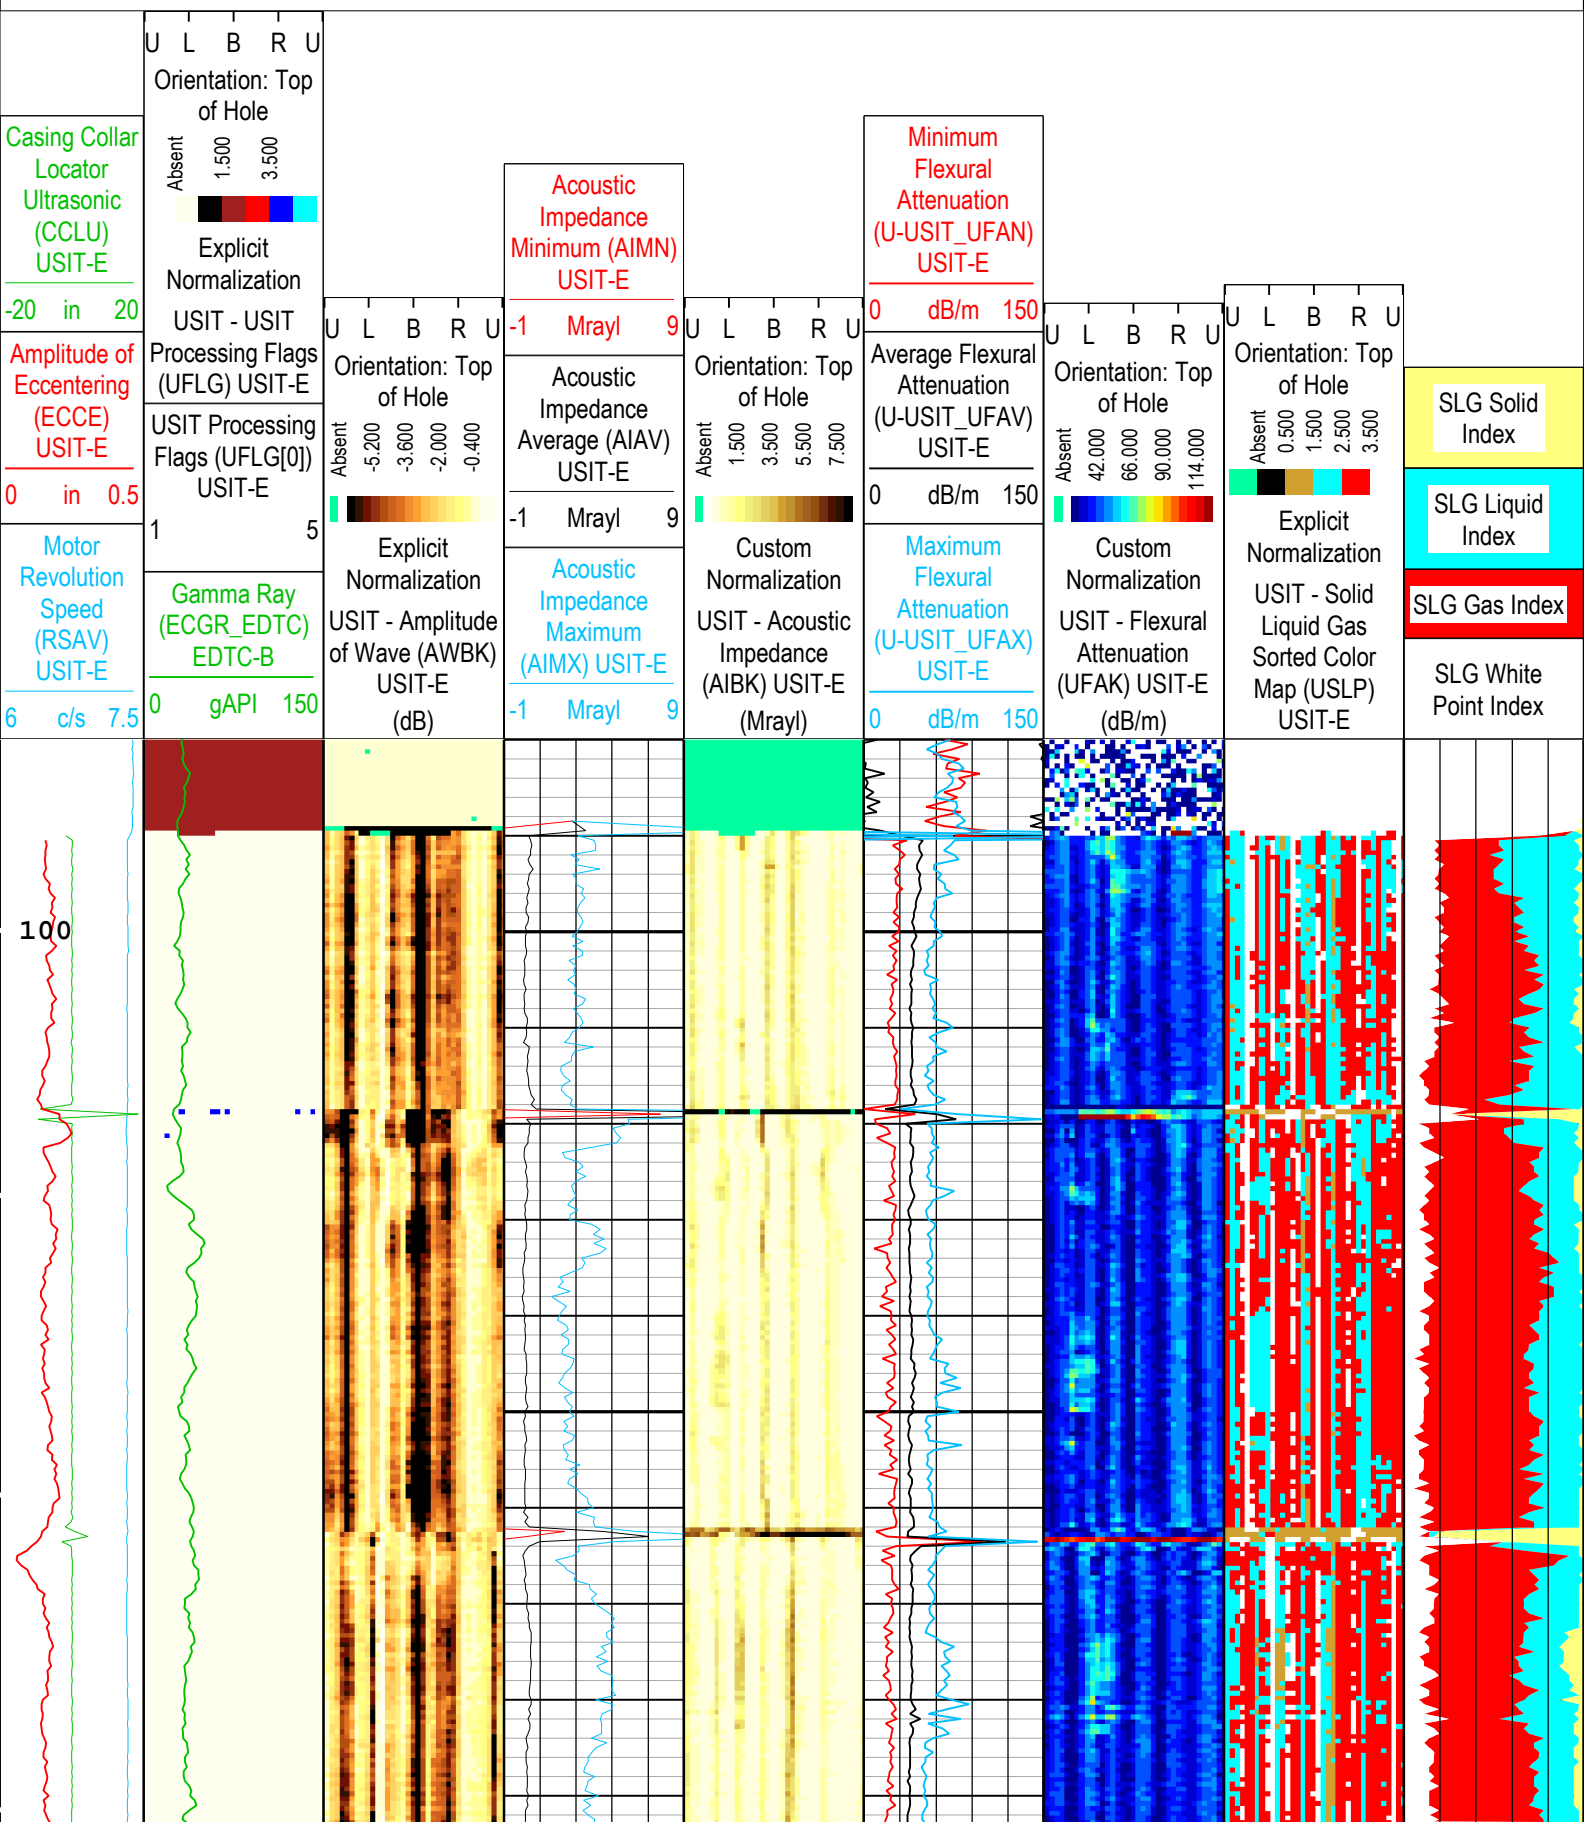 Casing Collar
Locator
Ultrasonic
(CCLU)
USIT-E
-20 in 20
Amplitude of
Eccentering
(ECCE)
USIT-E
0 in 0.5
Motor
Revolution
Speed
(RSAV)
USIT-E
6 c/s 7.5
U L B R U
Orientation: Top
of Hole
Absent
1.500
3.500
Explicit
Normalization
USIT - USIT
Processing Flags
(UFLG) USIT-E
USIT Processing
Flags (UFLG[0])
USIT-E
1 5
Gamma Ray
(ECGR_EDTC)
EDTC-B
0 gAPI 150
U L B R U
Orientation: Top
of Hole
Absent
-5.200
-3.600
-2.000
-0.400
Explicit
Normalization
USIT - Amplitude
of Wave (AWBK)
USIT-E
(dB)
Acoustic
Impedance
Minimum (AIMN)
USIT-E
-1 Mrayl 9
Acoustic
Impedance
Average (AIAV)
USIT-E
-1 Mrayl 9
Acoustic
Impedance
Maximum
(AIMX) USIT-E
-1 Mrayl 9
U L B R U
Orientation: Top
of Hole
Absent
1.500
3.500
5.500
7.500
Custom
Normalization
USIT - Acoustic
Impedance
(AIBK) USIT-E
(Mrayl)
Minimum
Flexural
Attenuation
(U-USIT_UFAN)
USIT-E
0 dB/m 150
Average Flexural
Attenuation
(U-USIT_UFAV)
USIT-E
0 dB/m 150
Maximum
Flexural
Attenuation
(U-USIT_UFAX)
USIT-E
0 dB/m 150
U L B R U
Orientation: Top
of Hole
Absent
42.000
66.000
90.000
114.000
Custom
Normalization
USIT - Flexural
Attenuation
(UFAK) USIT-E
(dB/m)
U L B R U
Orientation: Top
of Hole
Absent
0.500
1.500
2.500
3.500
Explicit
Normalization
USIT - Solid
Liquid Gas
Sorted Color
Map (USLP)
USIT-E
SLG Solid
Index
SLG Liquid
Index
SLG Gas Index
SLG White
Point Index
100